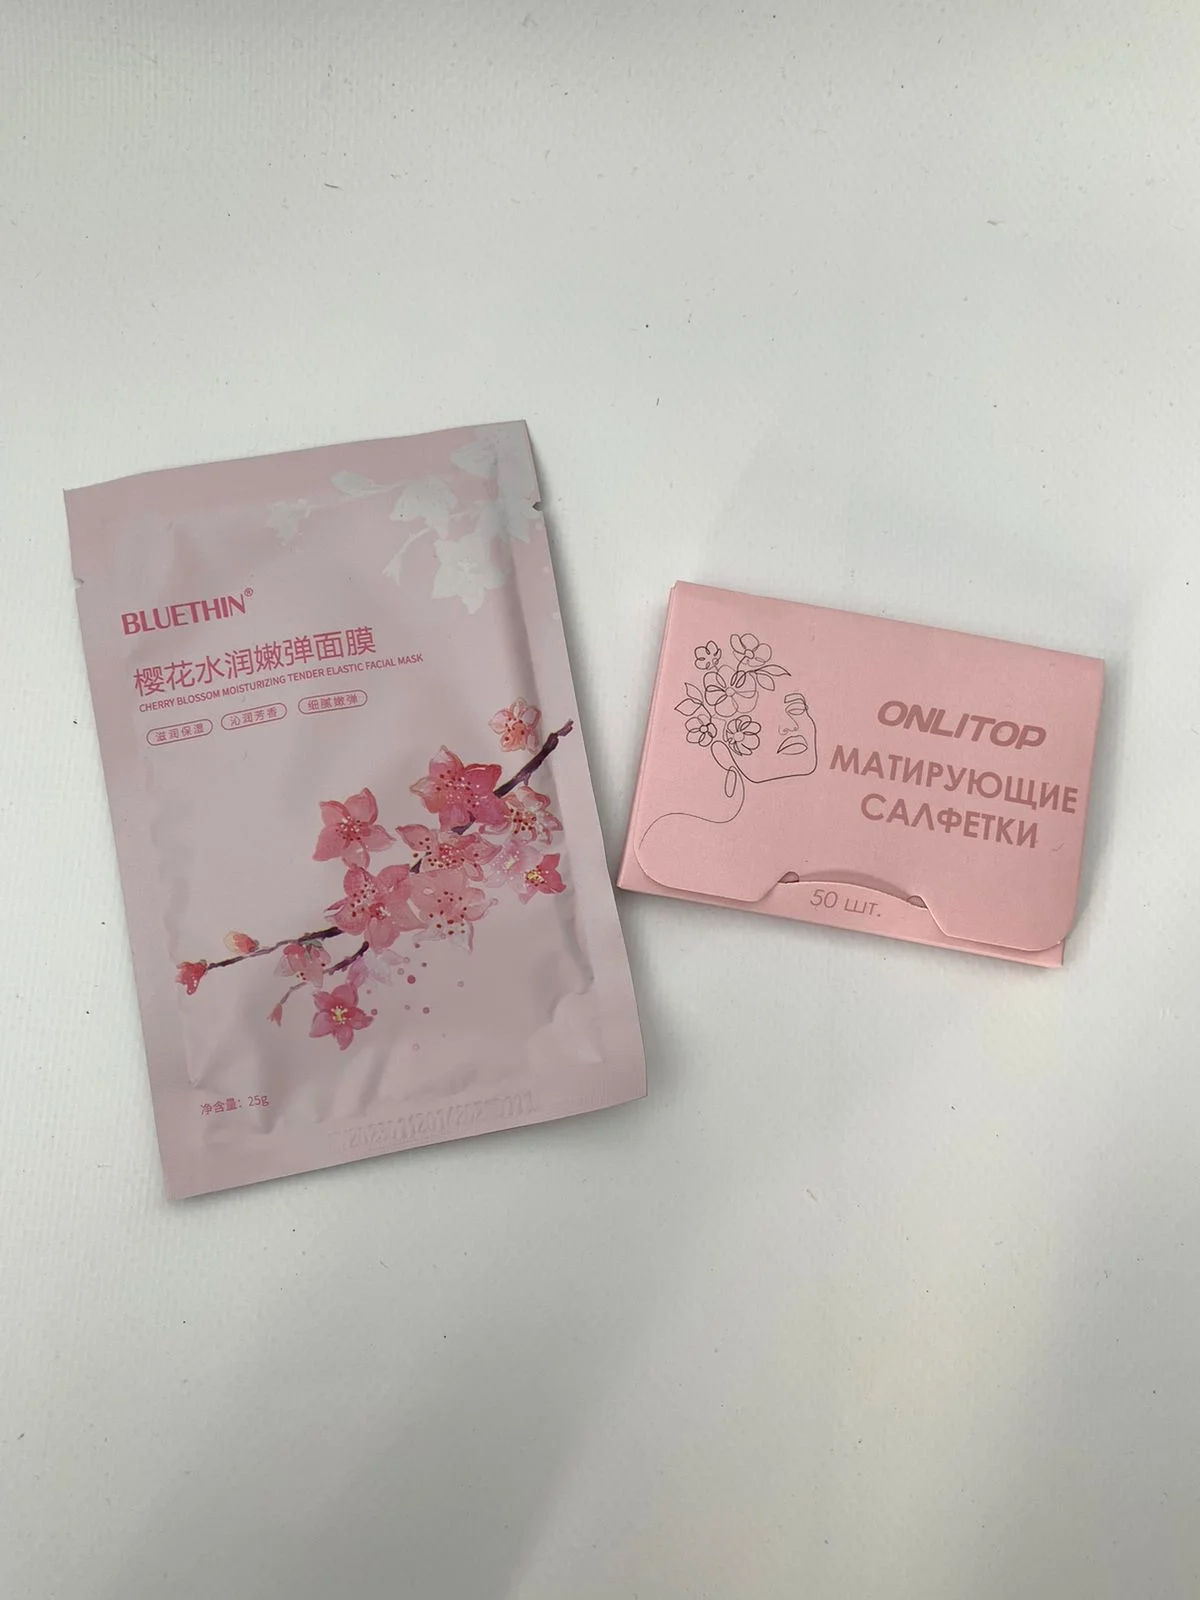 BLUETHIN®
樱花水润嫩弹面膜
CHERRY BLOSSOM MOISTURIZING TENDER ELASTIC FACIAL MASK
滋润保湿 沁润芳香 细腻嫩弹
净含量：25g
ONLITOP
МАТИРУЮЩИЕ
САЛФЕТКИ
50 шт.